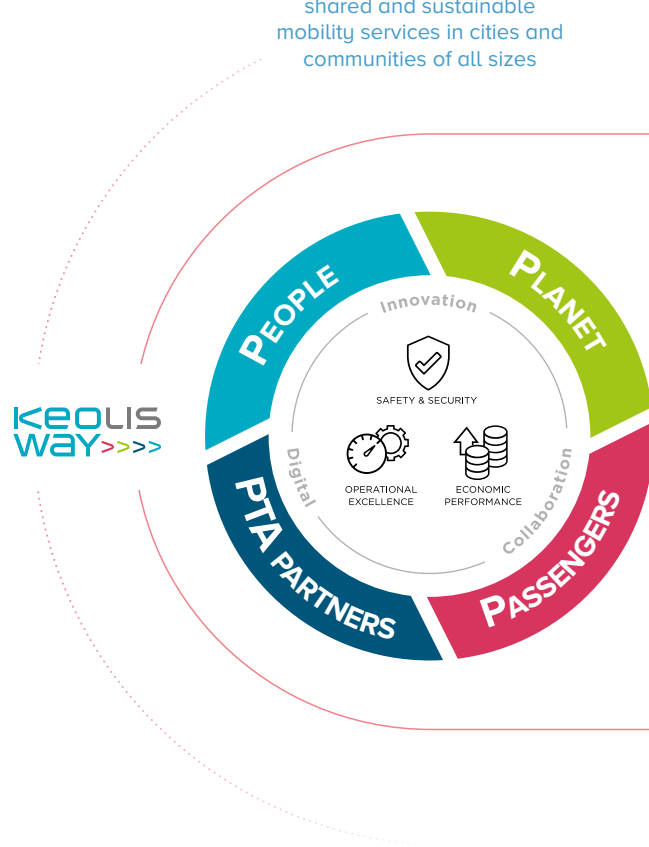 shared and sustainable
mobility services in cities and
communities of all sizes
PEOPLE
PLANET
Innovation
SAFETY & SECURITY
KEOLIS
WAY>>>>>
Digital
OPERATIONAL
EXCELLENCE
ECONOMIC
PERFORMANCE
Collaboration
PTA PARTNERS
PASSENGERS